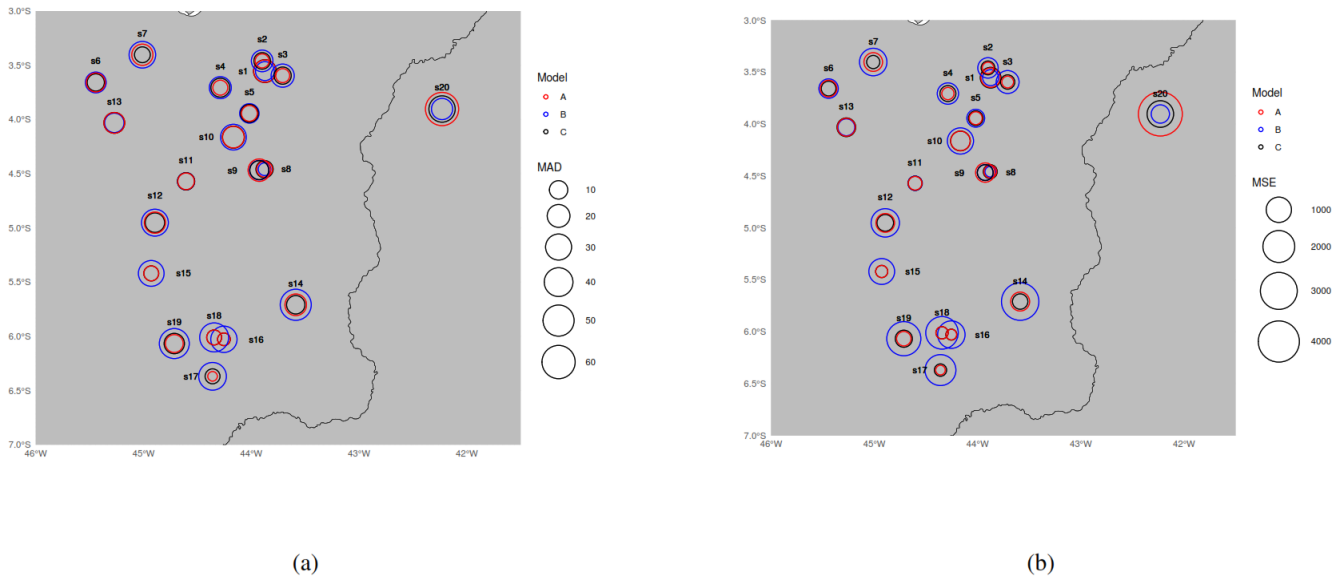 3.0°S
3.5°S
4.0°S
4.5°S
5.0°S
5.5°S
6.0°S
6.5°S
7.0°S
46°W
45°W
44°W
43°W
42°W
s7
s2
s3
s6
s4
s1
s13
s5
s20
s10
s11
s9
s8
s12
s15
s14
s18
s19
s16
s17
Model
A
B
C
MAD
10
20
30
40
50
60
(a)
3.0°S
3.5°S
4.0°S
4.5°S
5.0°S
5.5°S
6.0°S
6.5°S
7.0°S
46°W
45°W
44°W
43°W
42°W
s7
s2
s3
s6
s4
s1
s20
s13
s5
s10
s11
s9
s8
s12
s15
s14
s18
s19
s16
s17
Model
A
B
C
MSE
1000
2000
3000
4000
(b)